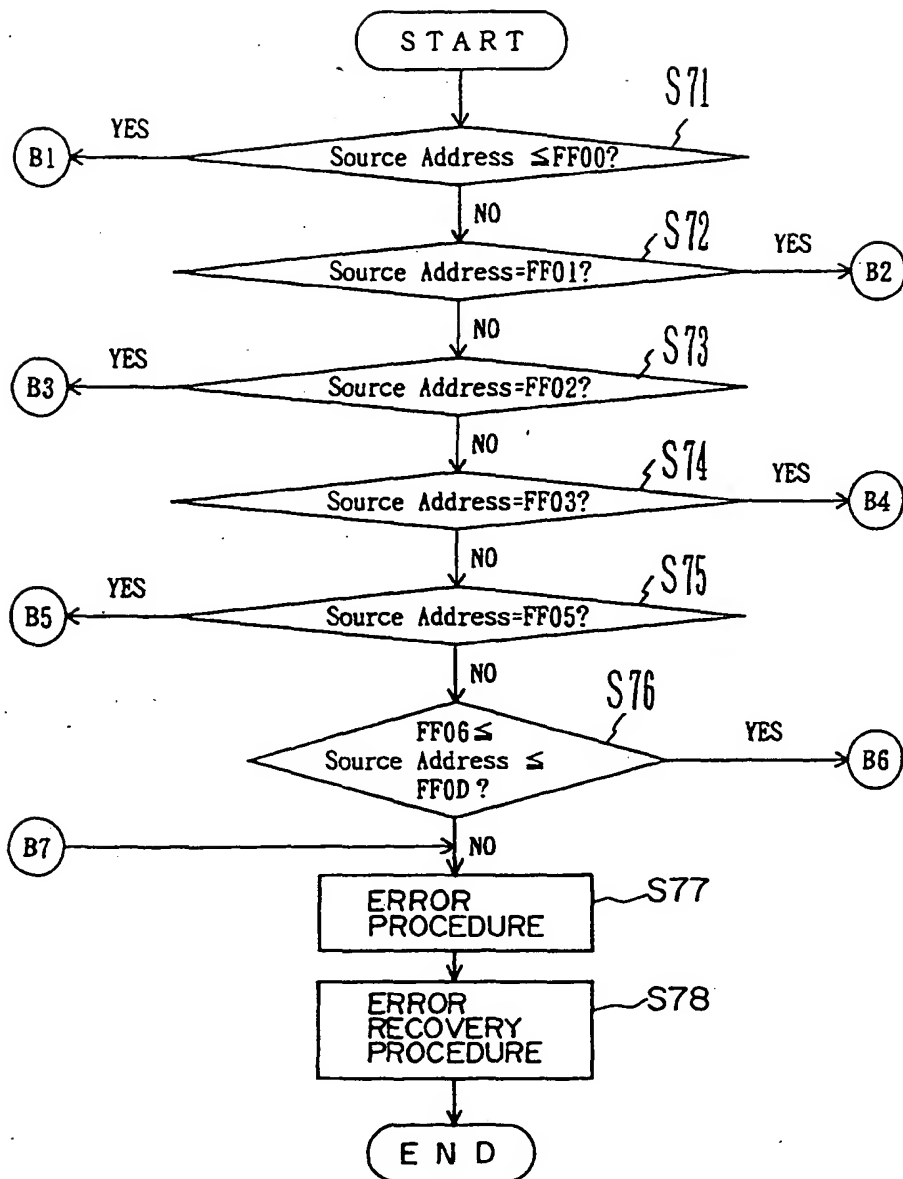 START
S71
YES
B1
Source Address ≦FF00?
NO
S72
YES
Source Address=FF01?
B2
NO
S73
YES
B3
Source Address=FF02?
NO
S74
YES
Source Address=FF03?
B4
NO
S75
YES
B5
Source Address=FF05?
NO
S76
FF06≦
YES
Source Address ≦
B6
FF0D?
B7
NO
ERROR
S77
PROCEDURE
ERROR
S78
RECOVERY
PROCEDURE
END